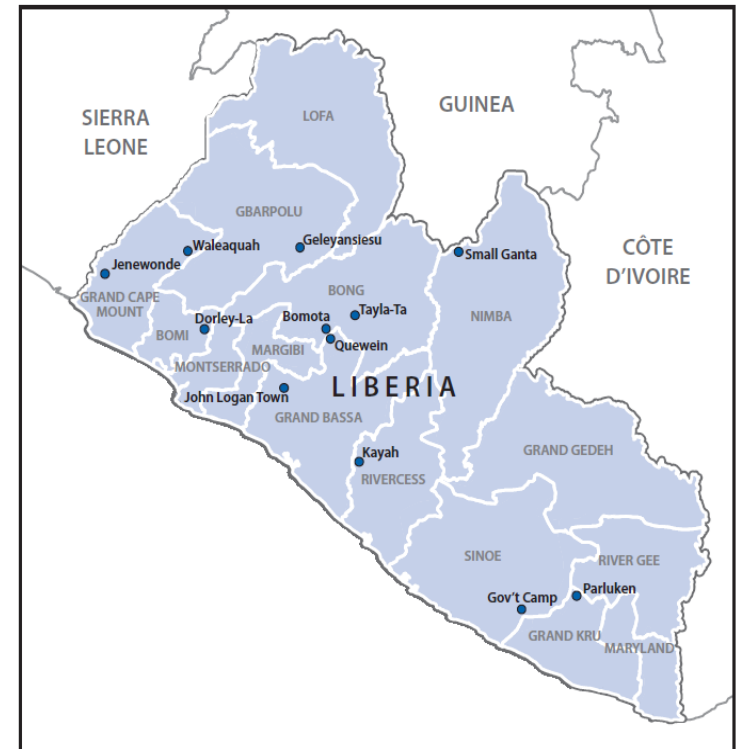 SIERRA
LEONE
GUINEA
LOFA
GBARPOLU
Waleaquah
Geleyansiesu
Small Ganta
CÔTE
D'IVOIRE
Jenewonde
GRAND CAPE
MOUNT
BONG
Dorley-La
Bomota
Tayla-Ta
NIMBA
BOMI
Quewein
MARGIBI
MONTSERRADO
LIBERIA
John Logan Town
GRAND BASSA
Kayah
RIVERCESS
GRAND GEDEH
SINOE
RIVER GEE
Gov't Camp
Parluken
GRAND KRU
MARYLAND